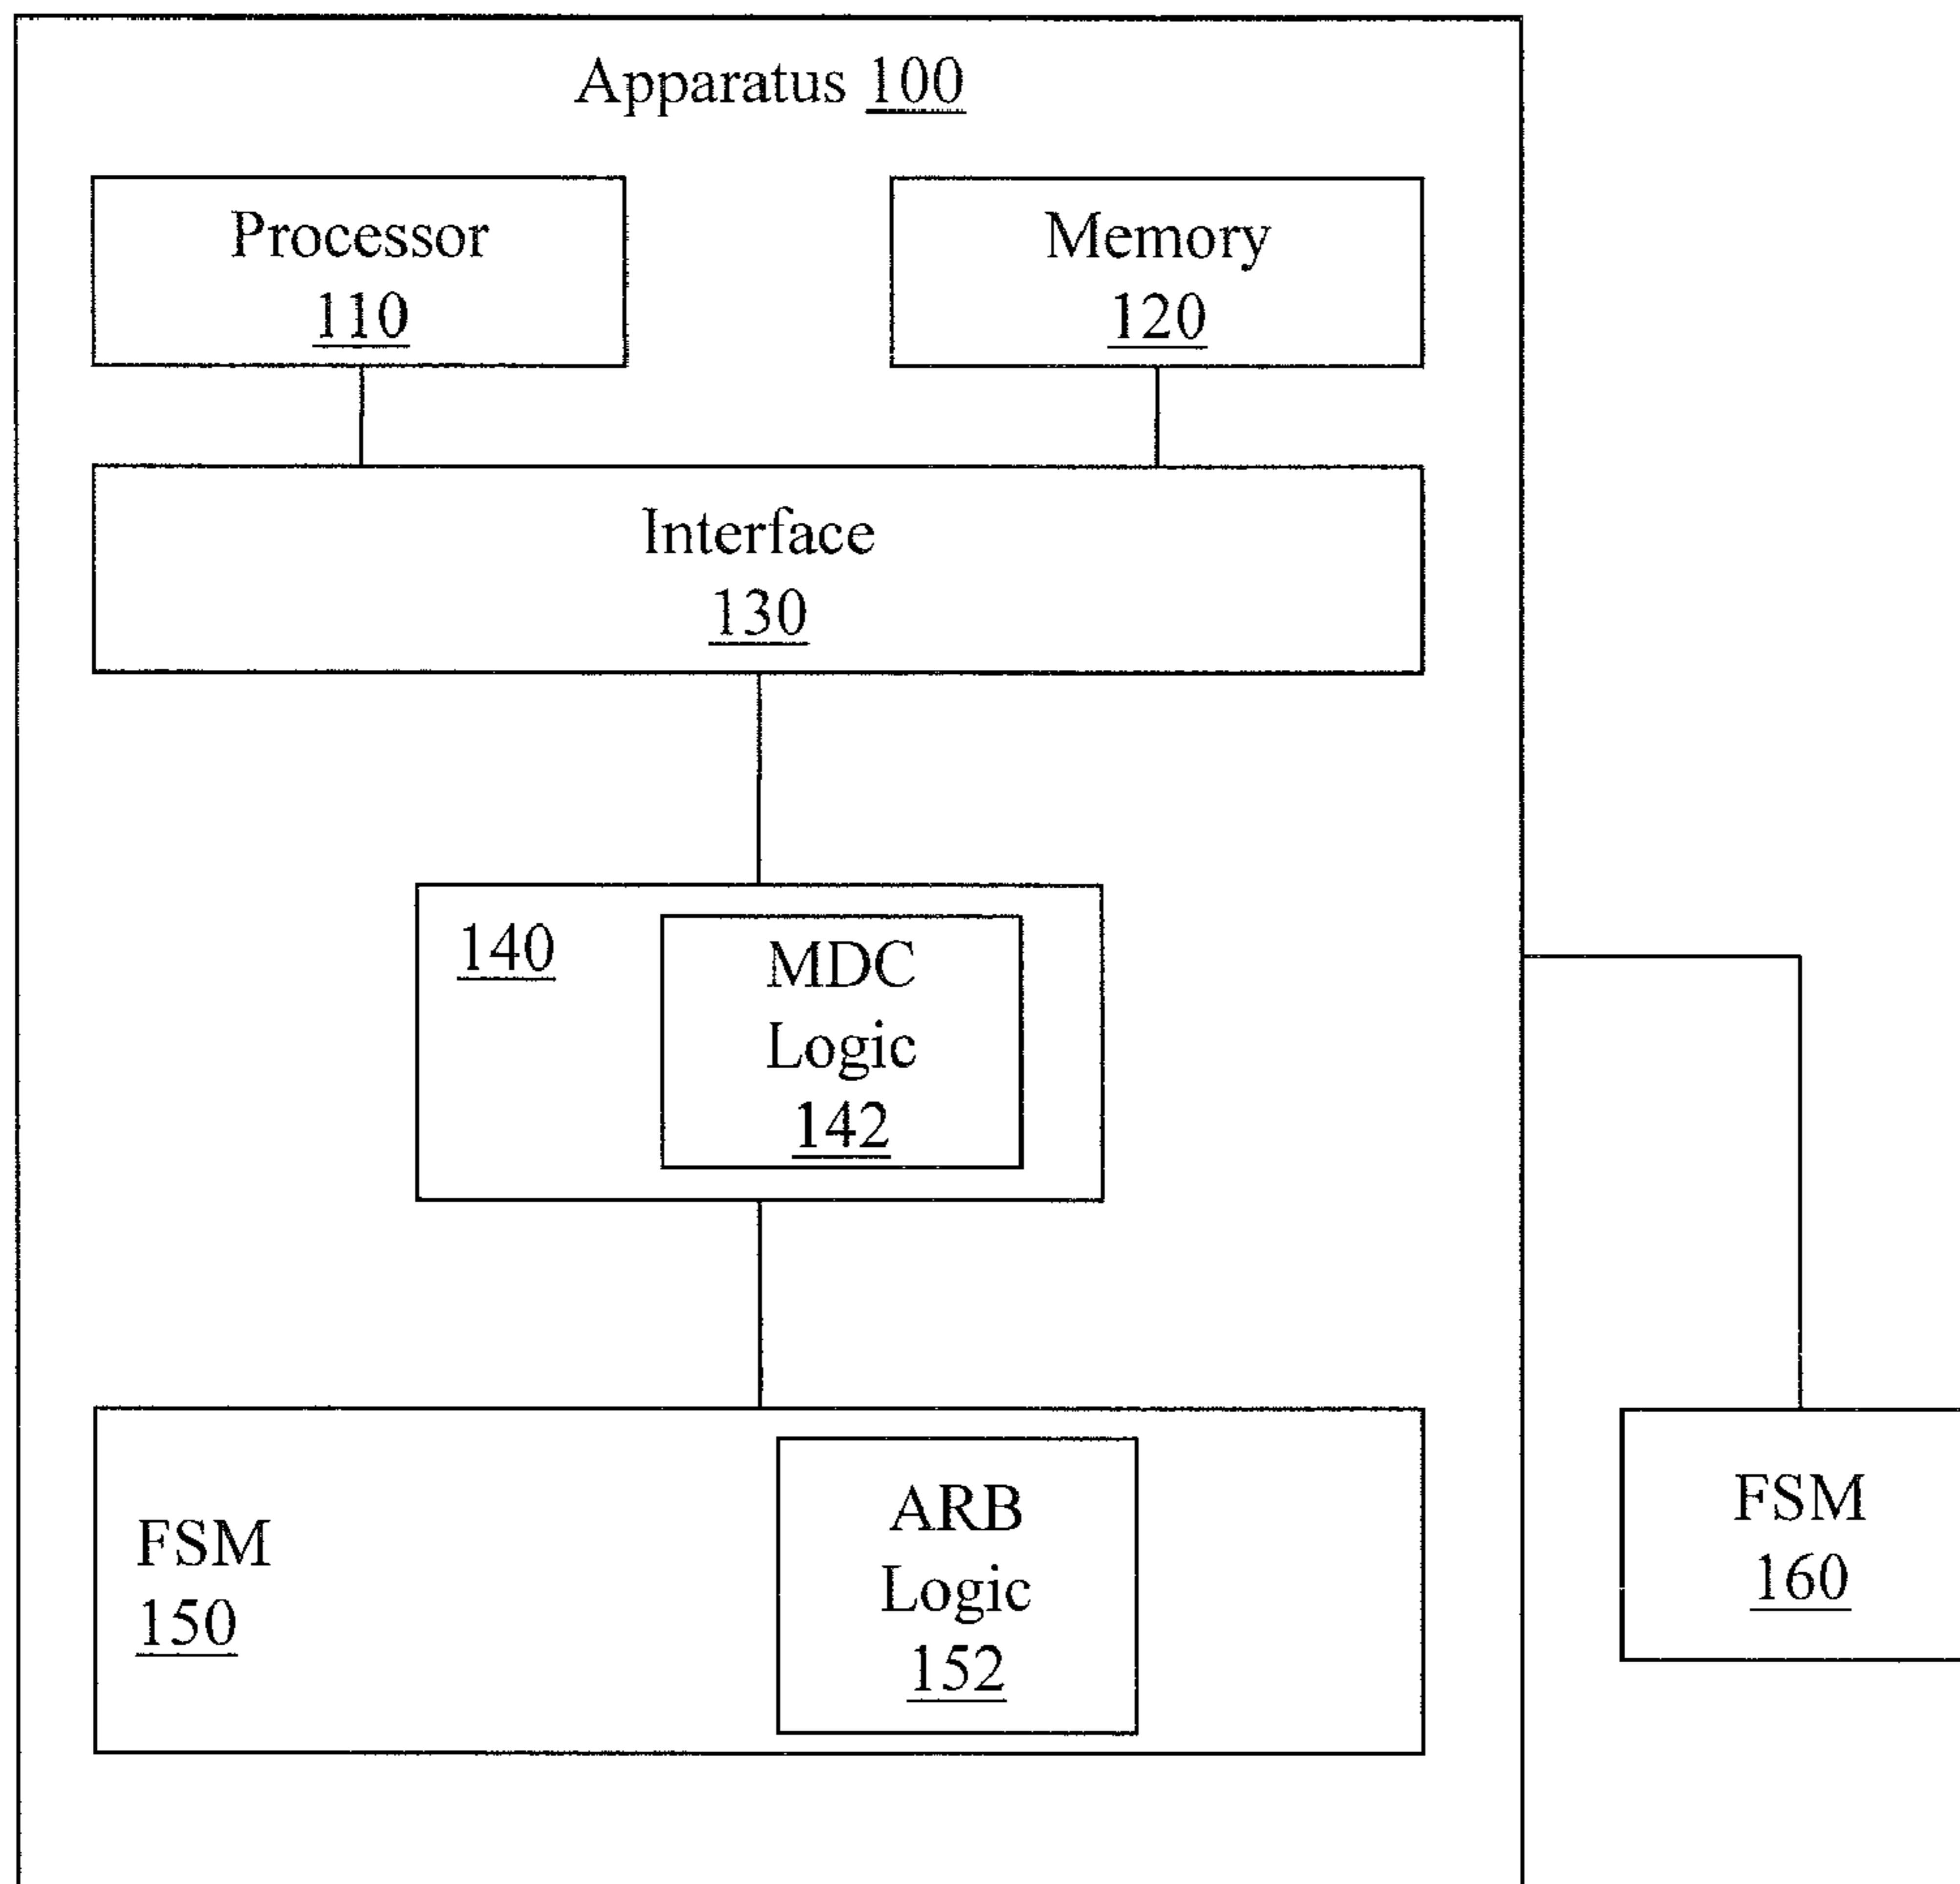 Apparatus 100
Processor
110
Memory
120
Interface
130
140
MDC
Logic
142
FSM
150
ARB
Logic
152
FSM
160